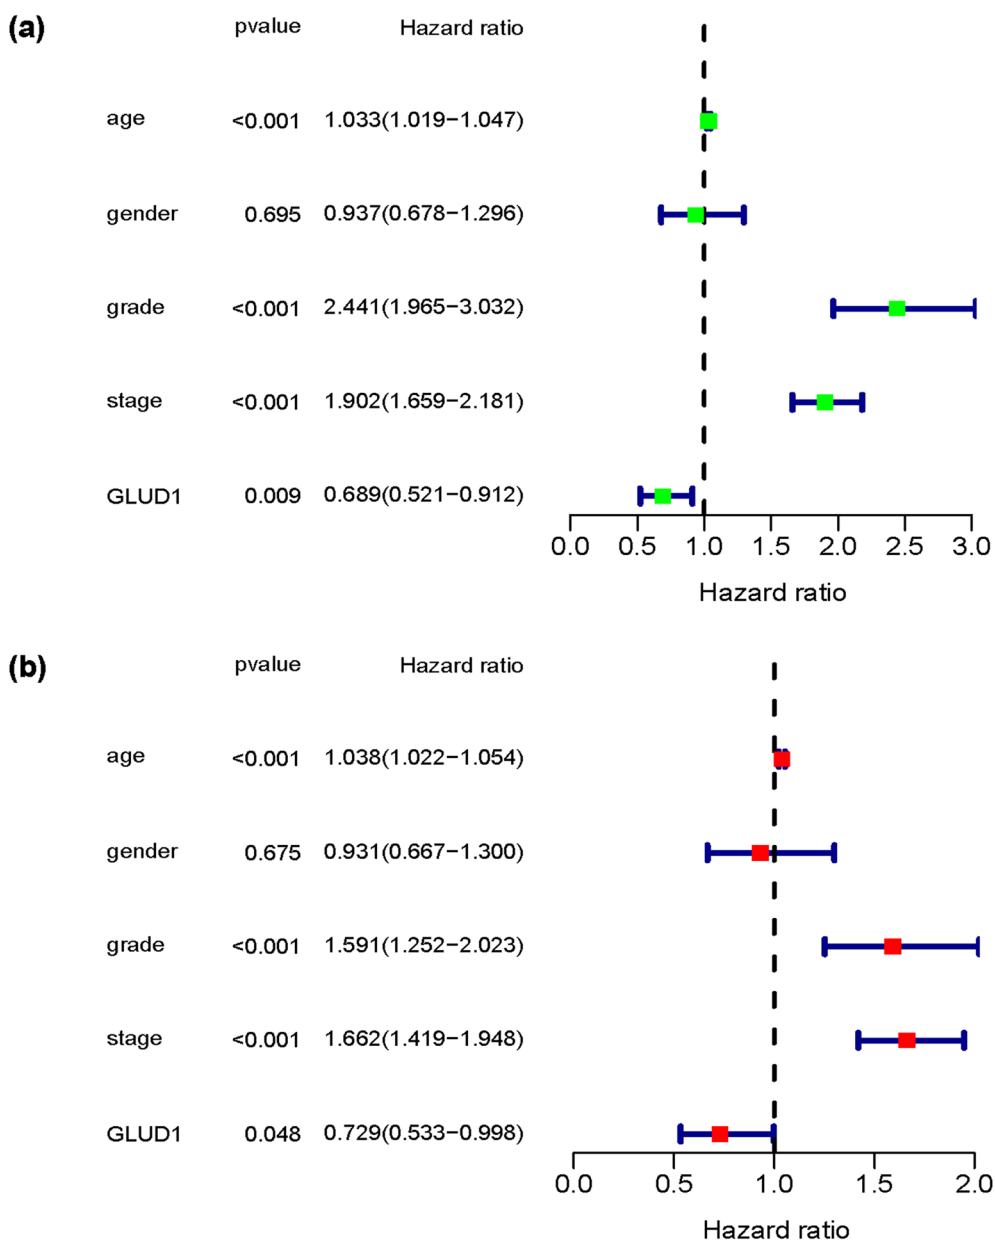 (a)
pvalue Hazard ratio
age <0.001 1.033(1.019−1.047)
gender 0.695 0.937(0.678−1.296)
grade <0.001 2.441(1.965−3.032)
stage <0.001 1.902(1.659−2.181)
GLUD1 0.009 0.689(0.521−0.912)
0.0 0.5 1.0 1.5 2.0 2.5 3.0
Hazard ratio
(b)
pvalue Hazard ratio
age <0.001 1.038(1.022−1.054)
gender 0.675 0.931(0.667−1.300)
grade <0.001 1.591(1.252−2.023)
stage <0.001 1.662(1.419−1.948)
GLUD1 0.048 0.729(0.533−0.998)
0.0 0.5 1.0 1.5 2.0
Hazard ratio